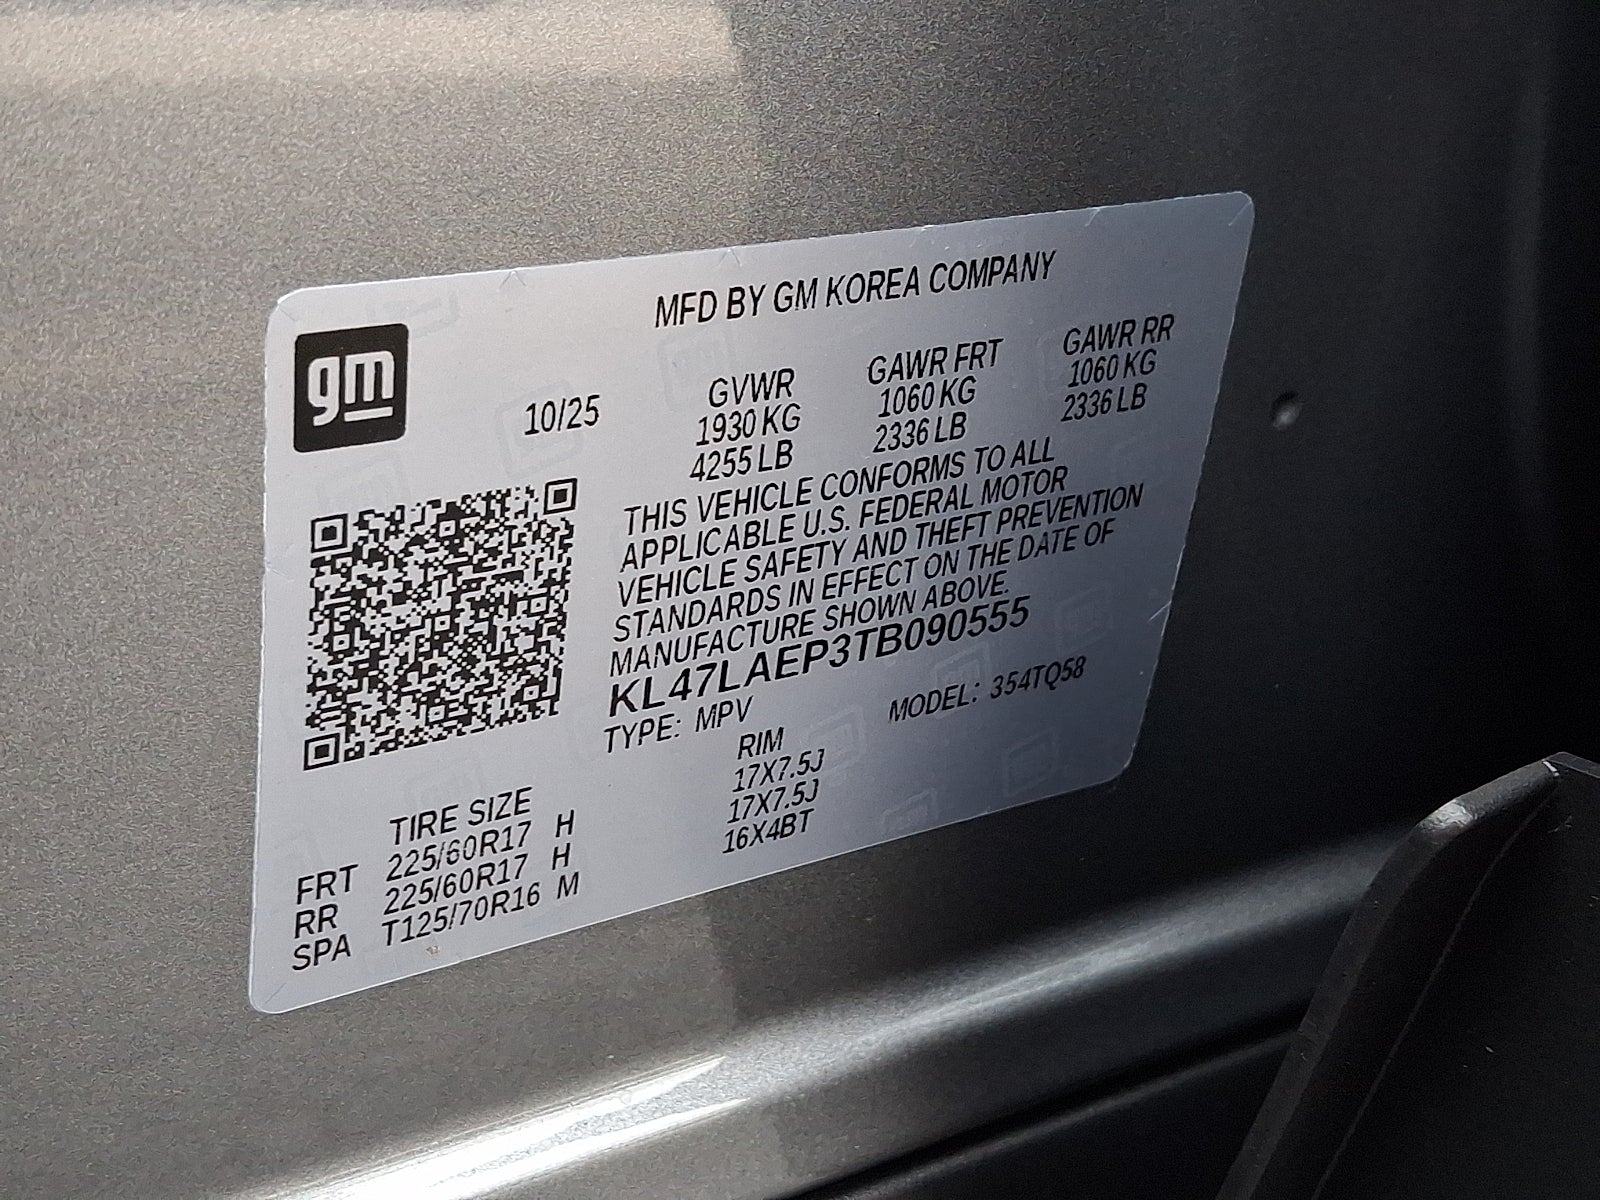 MFD BY GM KOREA COMPANY
gm
10/25
GVWR GAWR FRT GAWR RR
1930 KG 1060 KG 1060 KG
4255 LB 2336 LB 2336 LB
THIS VEHICLE CONFORMS TO ALL
APPLICABLE U.S. FEDERAL MOTOR
VEHICLE SAFETY AND THEFT PREVENTION
STANDARDS IN EFFECT ON THE DATE OF
MANUFACTURE SHOWN ABOVE.
KL47LAEP3TB090555
TYPE: MPV MODEL: 354TQ58
TIRE SIZE RIM
FRT 225/60R17 H 17X7.5J
RR 225/60R17 H 17X7.5J
SPA T125/70R16 M 16X4BT